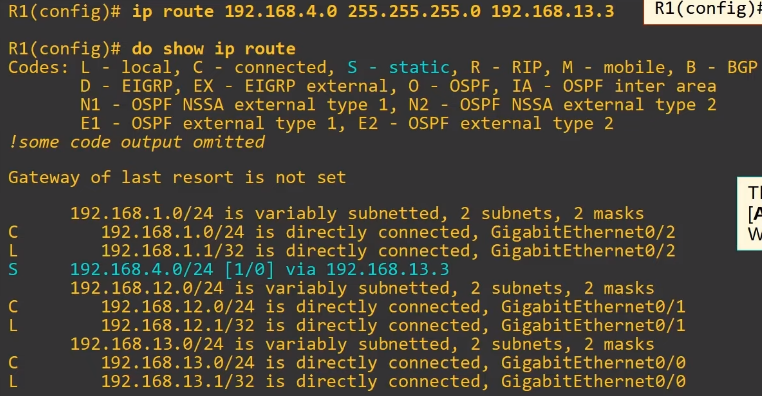 R1(config)# ip route 192.168.4.0 255.255.255.0 192.168.13.3
R1(config)#
R1(config)# do show ip route
Codes: L - local, C - connected, S - static, R - RIP, M - mobile, B - BGP
D - EIGRP, EX - EIGRP external, O - OSPF, IA - OSPF inter area
N1 - OSPF NSSA external type 1, N2 - OSPF NSSA external type 2
E1 - OSPF external type 1, E2 - OSPF external type 2
!some code output omitted
Gateway of last resort is not set
192.168.1.0/24 is variably subnetted, 2 subnets, 2 masks
C 192.168.1.0/24 is directly connected, GigabitEthernet0/2
L 192.168.1.1/32 is directly connected, GigabitEthernet0/2
S 192.168.4.0/24 [1/0] via 192.168.13.3
192.168.12.0/24 is variably subnetted, 2 subnets, 2 masks
C 192.168.12.0/24 is directly connected, GigabitEthernet0/1
L 192.168.12.1/32 is directly connected, GigabitEthernet0/1
192.168.13.0/24 is variably subnetted, 2 subnets, 2 masks
C 192.168.13.0/24 is directly connected, GigabitEthernet0/0
L 192.168.13.1/32 is directly connected, GigabitEthernet0/0